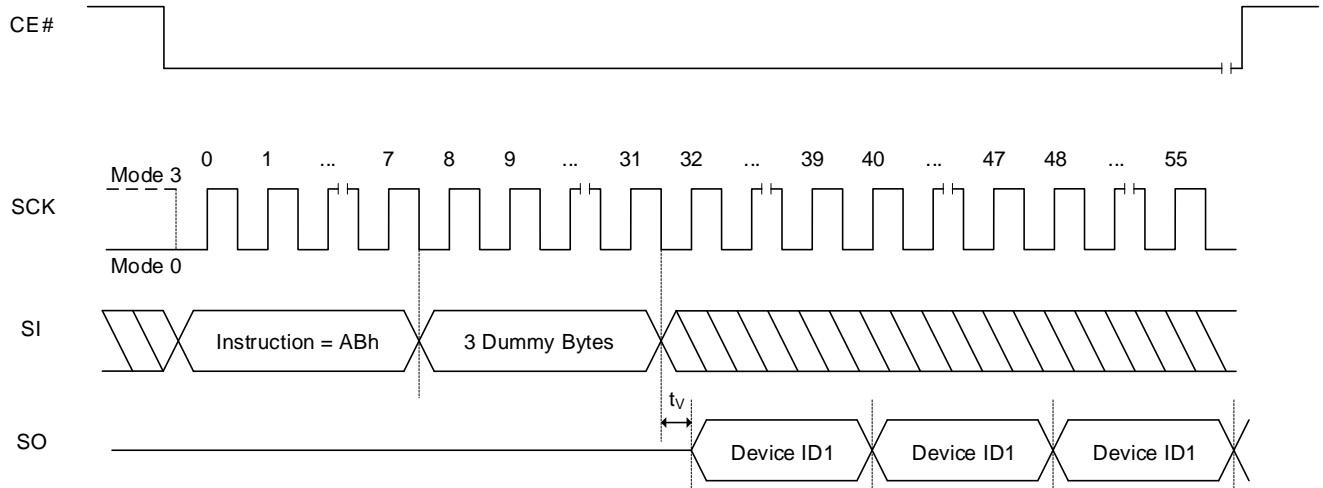 CE#
0 1 ... 7 8 9 ... 31 32 ... 39 40 ... 47 48 ... 55
Mode 3
SCK
Mode 0
SI
Instruction = ABh
3 Dummy Bytes
tV
SO
Device ID1
Device ID1
Device ID1